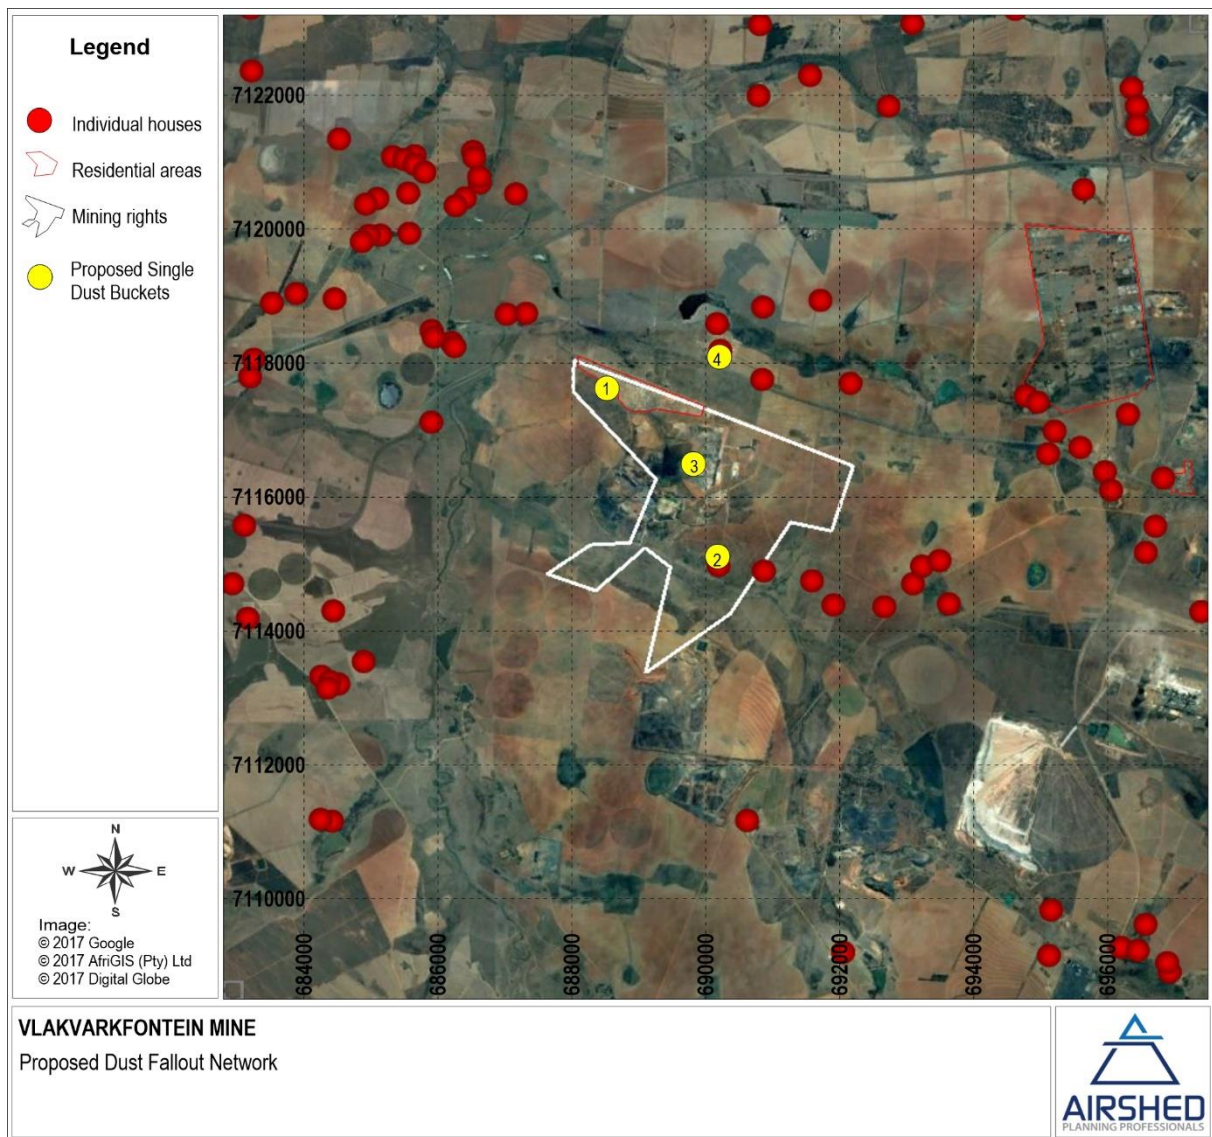 Legend
Individual houses
Residential areas
Mining rights
Proposed Single
Dust Buckets
N
W
E
S
Image:
© 2017 Google
© 2017 AfriGIS (Pty) Ltd
© 2017 Digital Globe
7122000
7120000
7118000
7116000
7114000
7112000
7110000
684000
686000
688000
690000
692000
694000
696000
4
1
3
2
VLAKVARKFONTEIN MINE
Proposed Dust Fallout Network
AIRSHED
PLANNING PROFESSIONALS